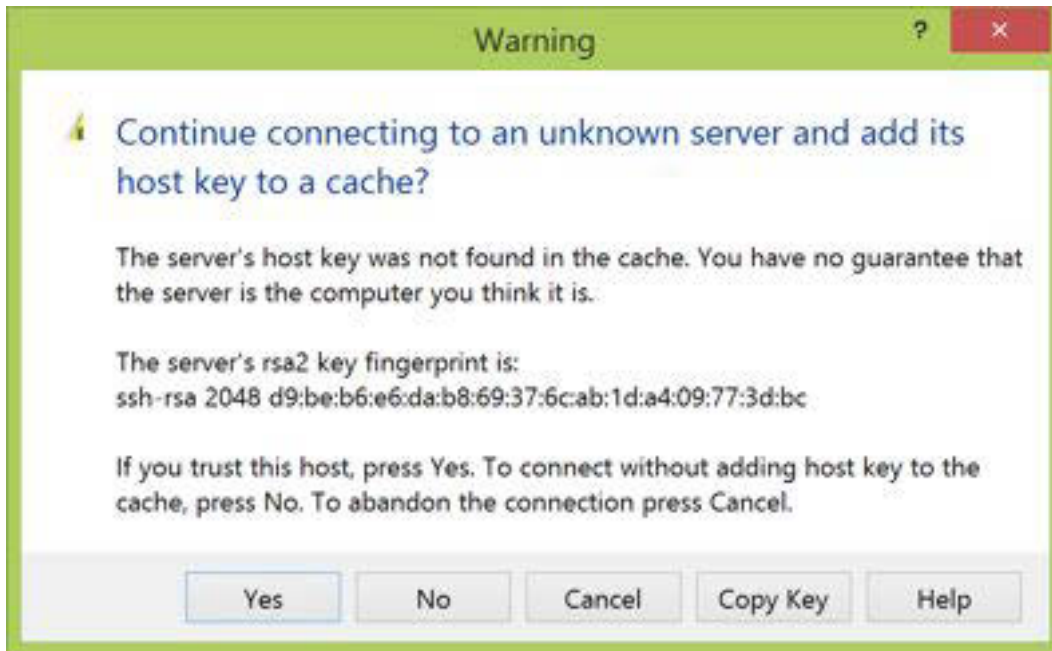 Warning
?
Continue connecting to an unknown server and add its
host key to a cache?
The server's host key was not found in the cache. You have no guarantee that
the server is the computer you think it is.
The server's rsa2 key fingerprint is:
ssh-rsa 2048 d9:be:b6:e6:da:b8:69:37:6c:ab:1d:a4:09:77:3d:bc
If you trust this host, press Yes. To connect without adding host key to the
cache, press No. To abandon the connection press Cancel.
Yes No Cancel Copy Key Help